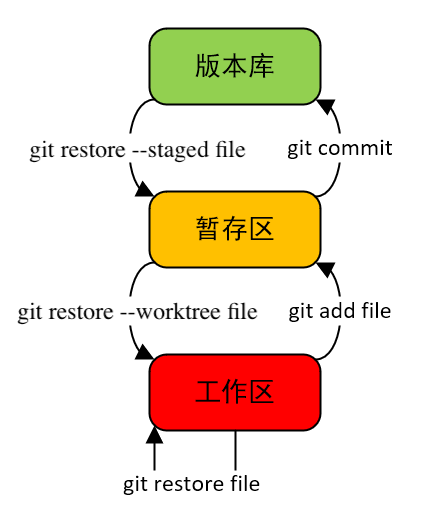 版本库
git restore --staged file
git commit
暂存区
git restore --worktree file
git add file
工作区
git restore file